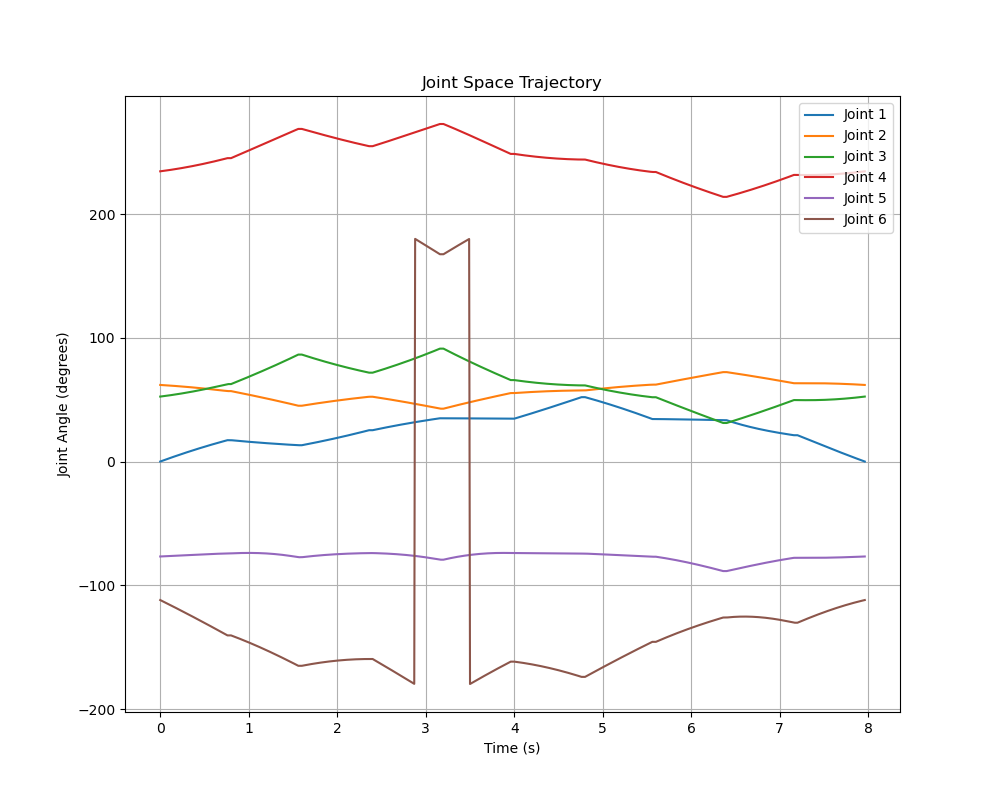 Joint Space Trajectory
Joint Angle (degrees)
200
100
0
−100
−200
Joint 1
Joint 2
Joint 3
Joint 4
Joint 5
Joint 6
0 1 2 3 4 5 6 7 8
Time (s)